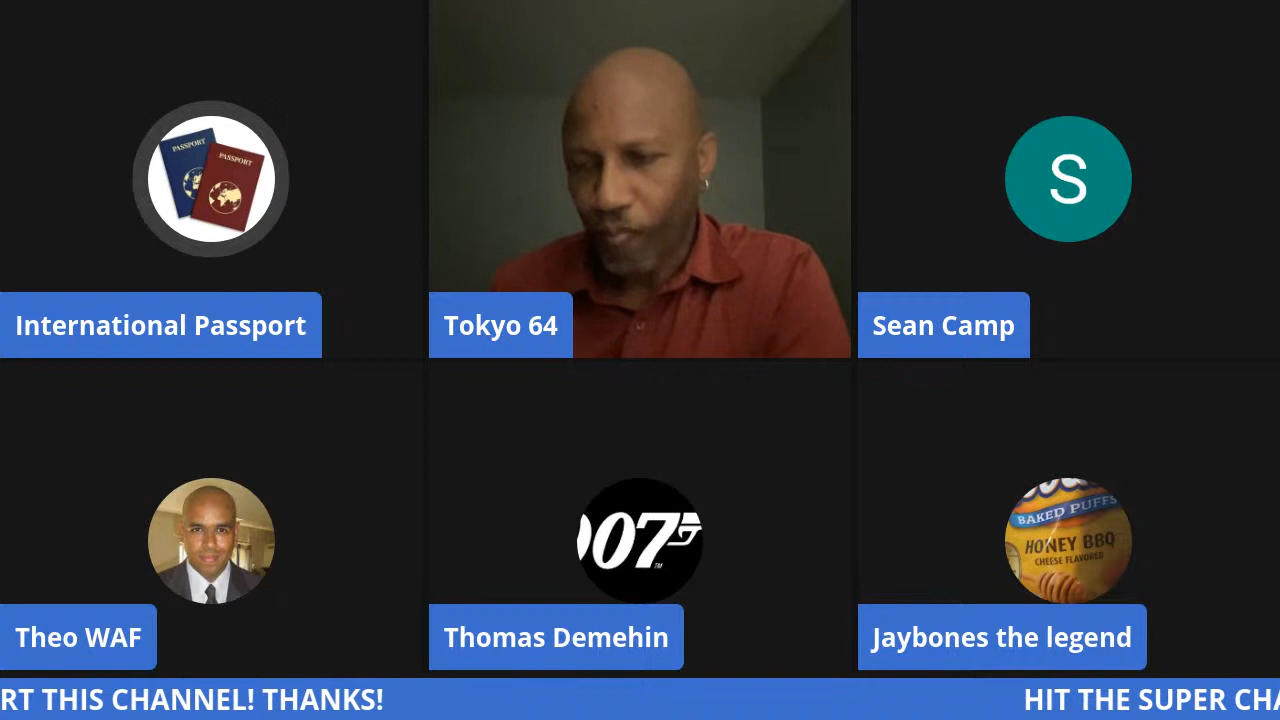 PASSPORT
PASSPORT
International Passport
Tokyo 64
S
Sean Camp
Theo WAF
007
TM
Thomas Demehin
BAKED PUFFS
HONEY BBQ
CHEESE FLAVORED
Jaybones the legend
RT THIS CHANNEL! THANKS!
HIT THE SUPER CHA